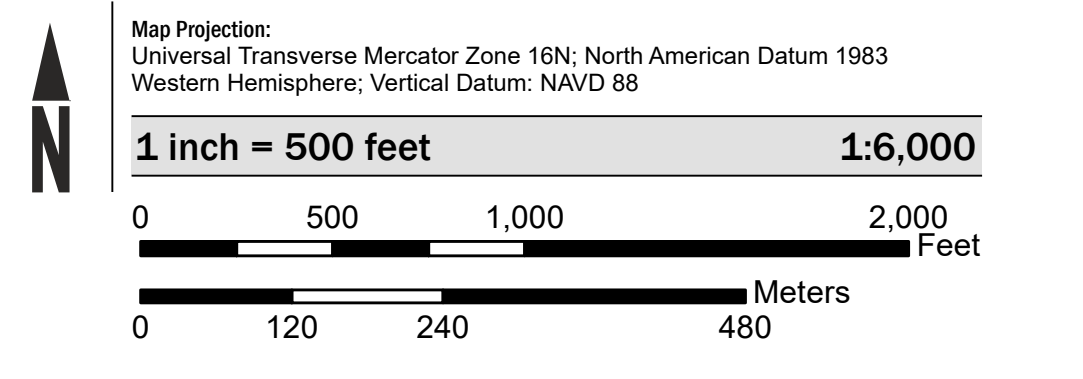 N
Map Projection:
Universal Transverse Mercator Zone 16N; North American Datum 1983
Western Hemisphere; Vertical Datum: NAVD 88
1 inch = 500 feet 1:6,000
0 500 1,000 2,000
Feet
Meters
0 120 240 480